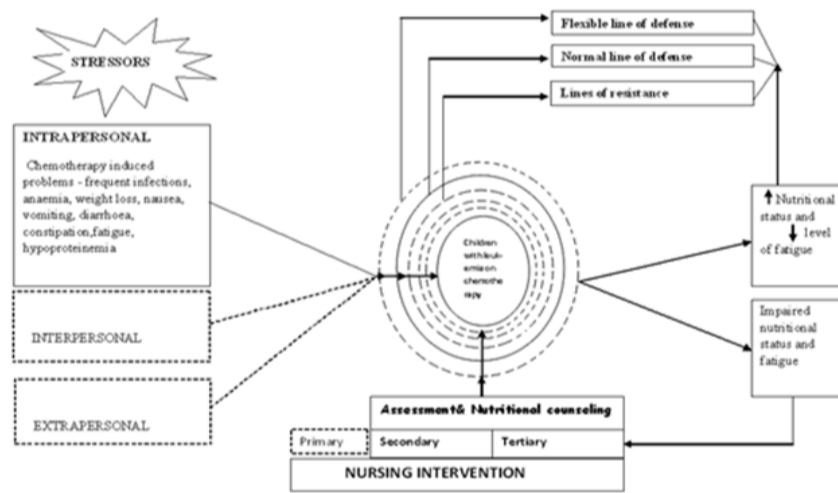 STRESSORS
INTRAPERSONAL
Chemotherapy induced
problems - frequent infections,
anaemia, weight loss, nausea,
vomiting, diarrhoea,
constipation,fatigue,
hypoproteinemia
INTERPERSONAL
EXTRAPERSONAL
Flexible line of defense
Normal line of defense
Lines of resistance
Children
with leuk-
emia on
chemothe
rapy
Nutritional
status and
level
of fatigue
Impaired
nutritional
status and
fatigue
Assessment& Nutritional counseling
Primary
Secondary
Tertiary
NURSING INTERVENTION